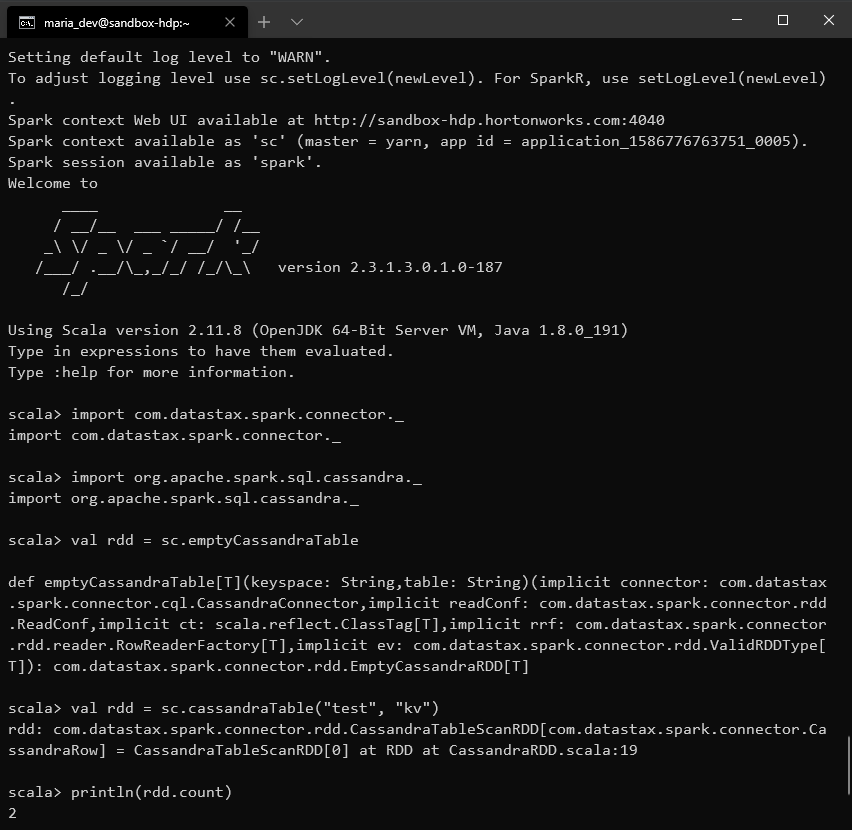 maria_dev@sandbox-hdp:~
Setting default log level to "WARN".
To adjust logging level use sc.setLogLevel(newLevel). For SparkR, use setLogLevel(newLevel)
.
Spark context Web UI available at http://sandbox-hdp.hortonworks.com:4040
Spark context available as 'sc' (master = yarn, app id = application_1586776763751_0005).
Spark session available as 'spark'.
Welcome to
      ____              __
     / __/__  ___ _____/ /__
    _\ \/ _ \/ _ `/ __/  '_/
   /___/ .__/\_,_/_/ /_/\_\   version 2.3.1.3.0.1.0-187
      /_/
Using Scala version 2.11.8 (OpenJDK 64-Bit Server VM, Java 1.8.0_191)
Type in expressions to have them evaluated.
Type :help for more information.
scala> import com.datastax.spark.connector._
import com.datastax.spark.connector._
scala> import org.apache.spark.sql.cassandra._
import org.apache.spark.sql.cassandra._
scala> val rdd = sc.emptyCassandraTable
def emptyCassandraTable[T](keyspace: String,table: String)(implicit connector: com.datastax
.spark.connector.cql.CassandraConnector,implicit readConf: com.datastax.spark.connector.rdd
.ReadConf,implicit ct: scala.reflect.ClassTag[T],implicit rrf: com.datastax.spark.connector
.rdd.reader.RowReaderFactory[T],implicit ev: com.datastax.spark.connector.rdd.ValidRDDType[
T]): com.datastax.spark.connector.rdd.EmptyCassandraRDD[T]
scala> val rdd = sc.cassandraTable("test", "kv")
rdd: com.datastax.spark.connector.rdd.CassandraTableScanRDD[com.datastax.spark.connector.Ca
ssandraRow] = CassandraTableScanRDD[0] at RDD at CassandraRDD.scala:19
scala> println(rdd.count)
2